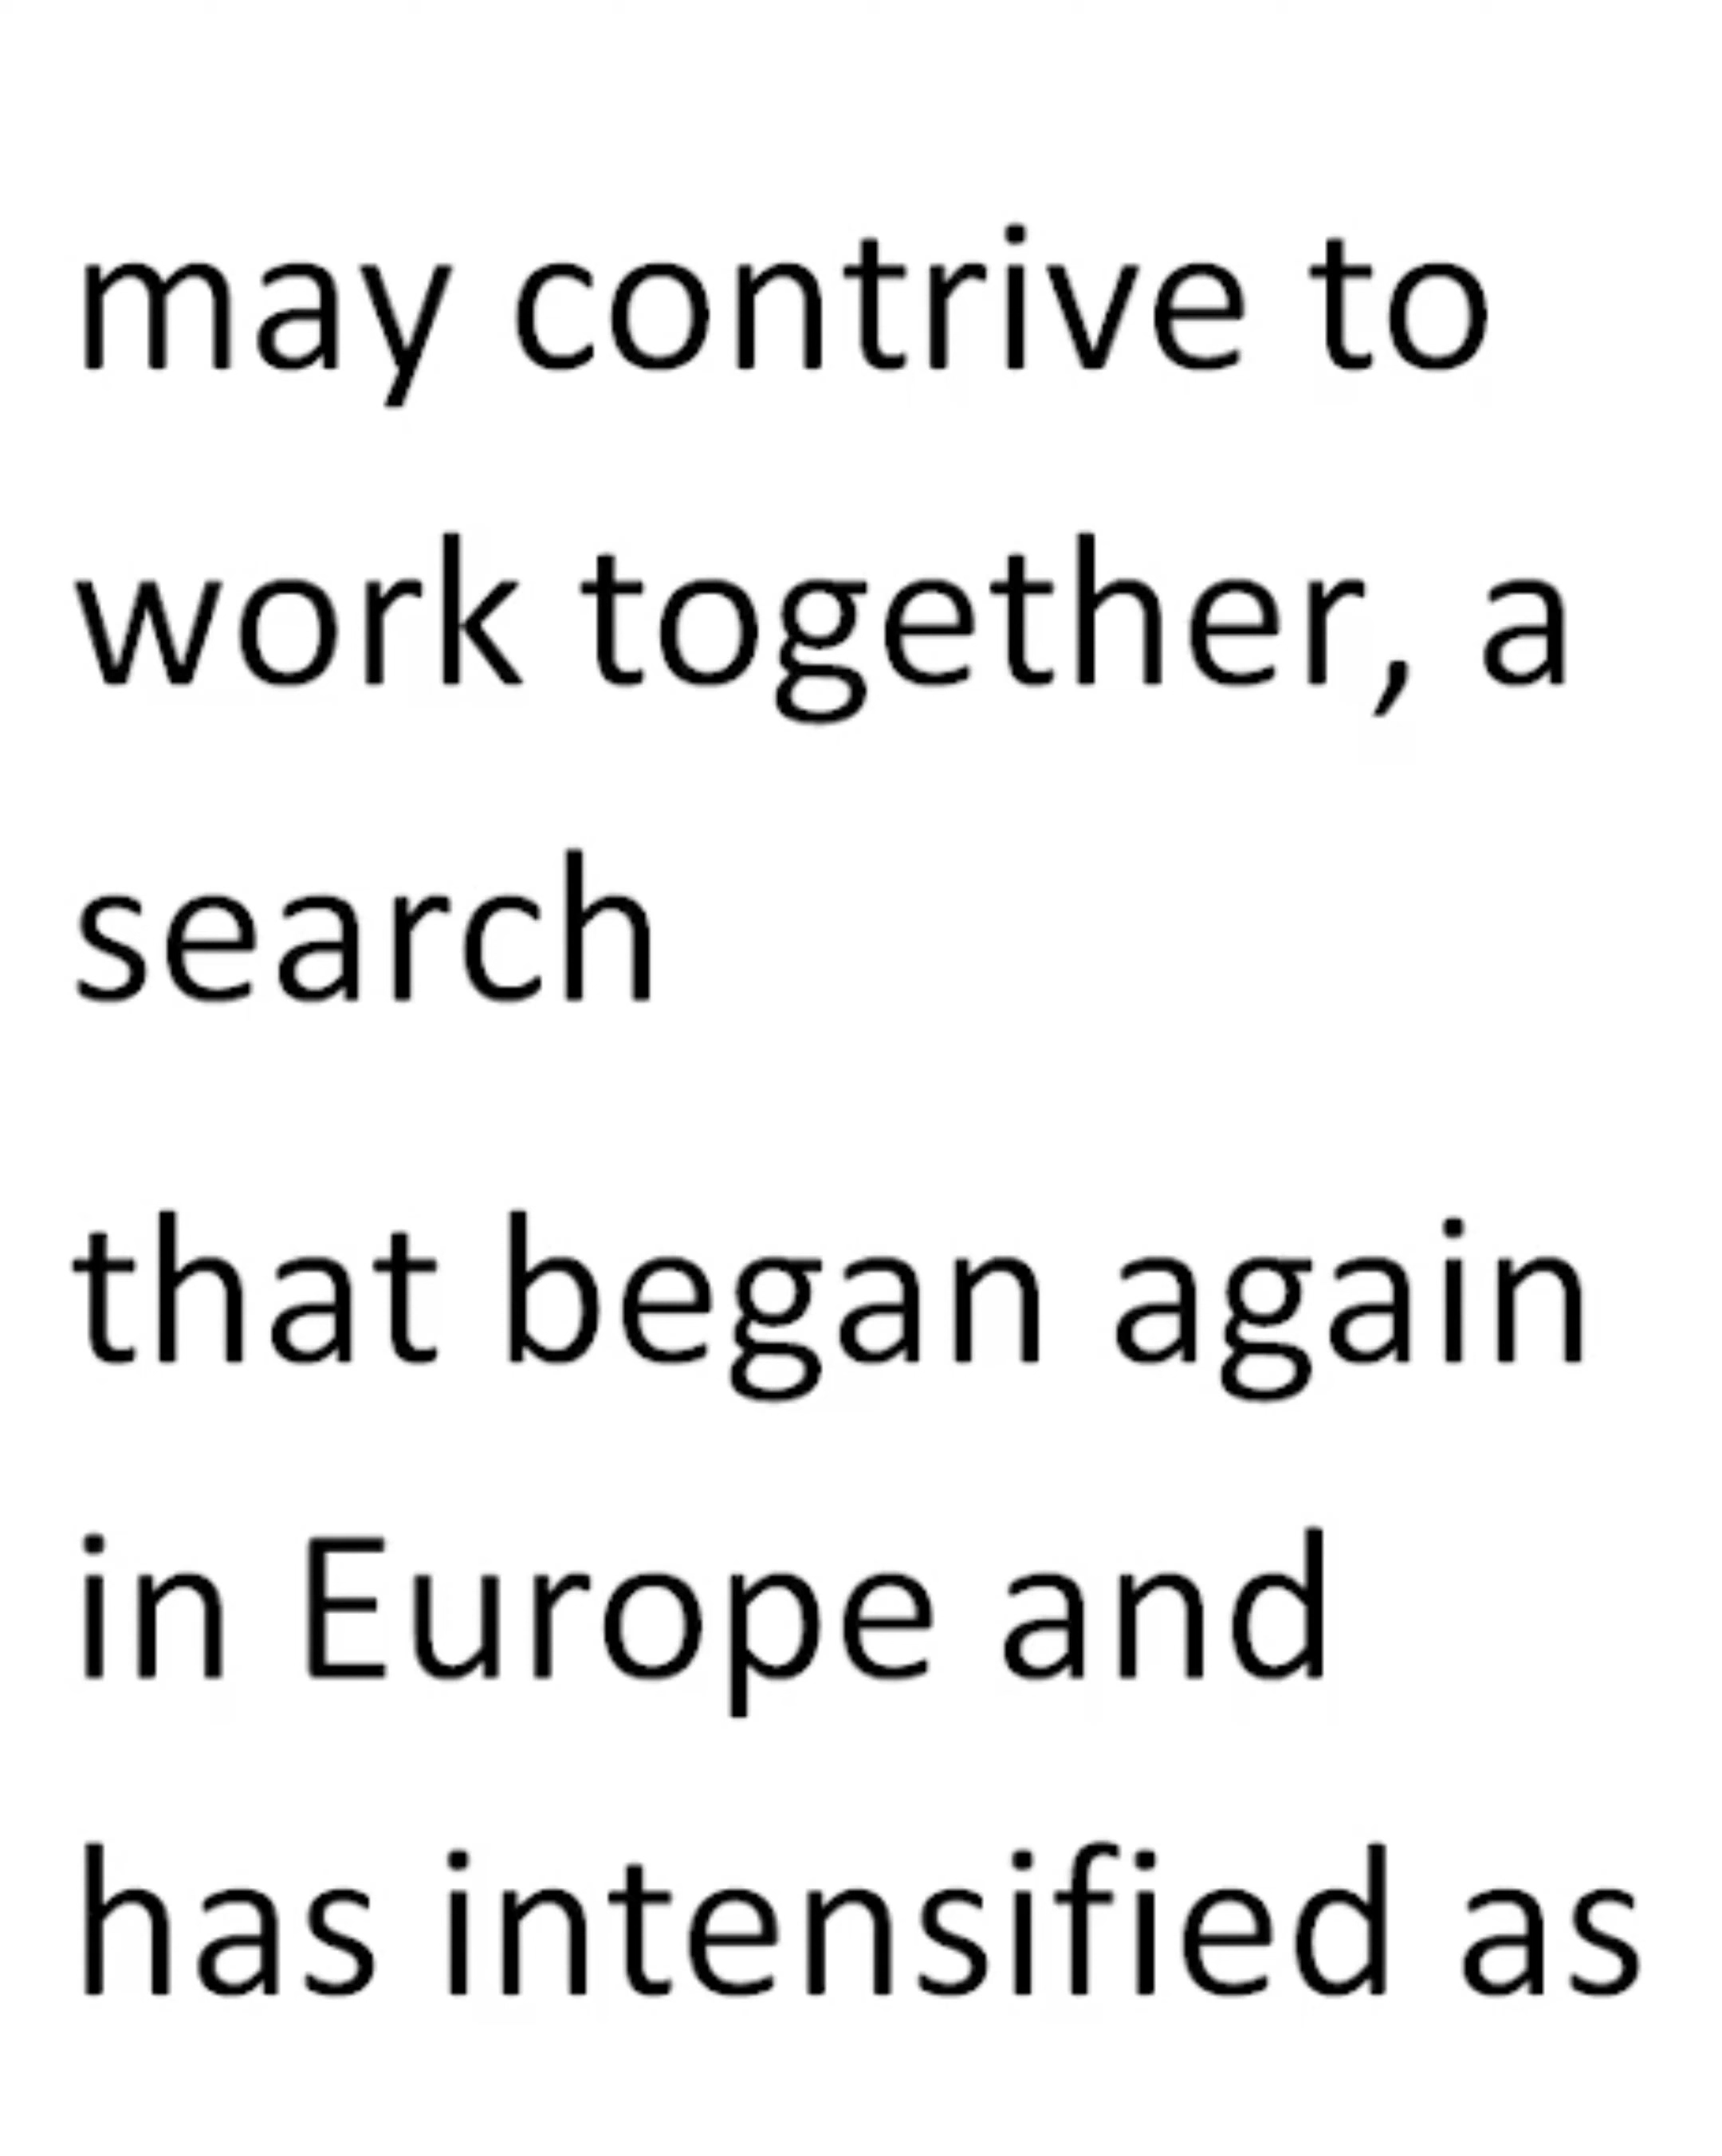 may contrive to
work together, a
search
that began again
in Europe and
has intensified as